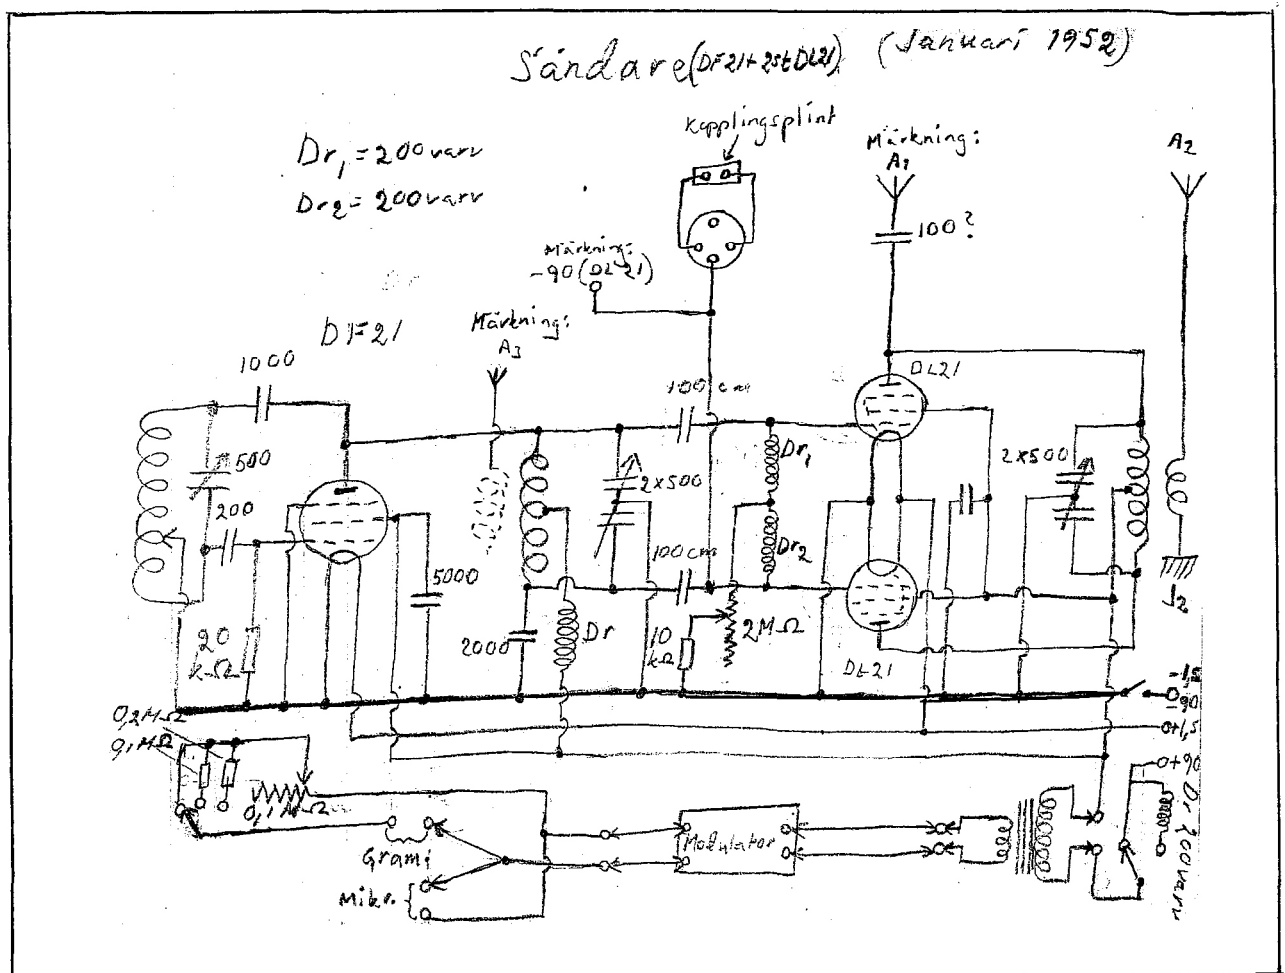 Sändare (DF21+2st DL21) (Januari 1952)
Kopplingsplint
Märkning:
A1
A2
Dr1 = 200 varv
Dr2 = 200 varv
100?
Märkning:
-90 (DL21)
DF21
Märkning:
A3
1000
DL21
100 cm
500
2x500
Dr1
2x500
200
Dr2
100 cm
5000
20
kΩ
2000
Dr
10
kΩ
2MΩ
DL21
-1,5
-90
0,2MΩ
0,1MΩ
+1,5
+90
0,1MΩ
Dr 200 varv
Modulator
Gram.
Mikr.